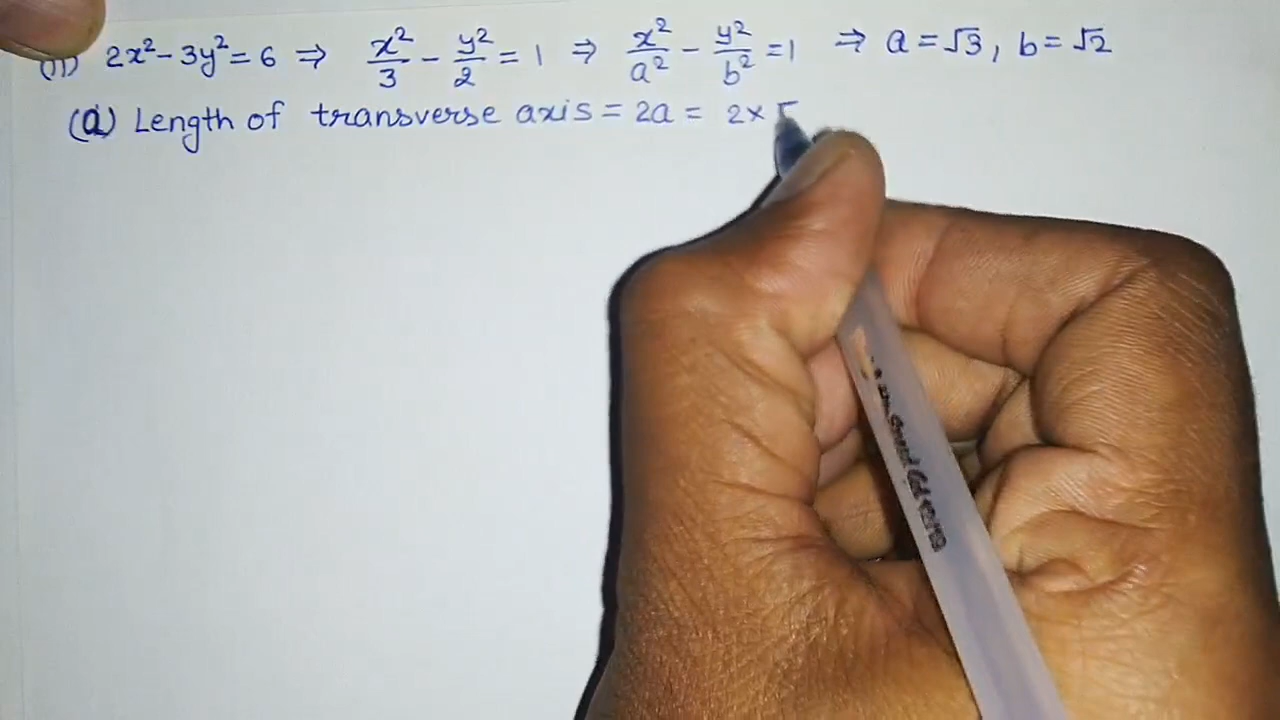 (ii) 2x² - 3y² = 6 ⇒ x²/3 - y²/2 = 1 ⇒ x²/a² - y²/b² = 1 ⇒ a = √3, b = √2
(a) Length of transverse axis = 2a = 2 × √